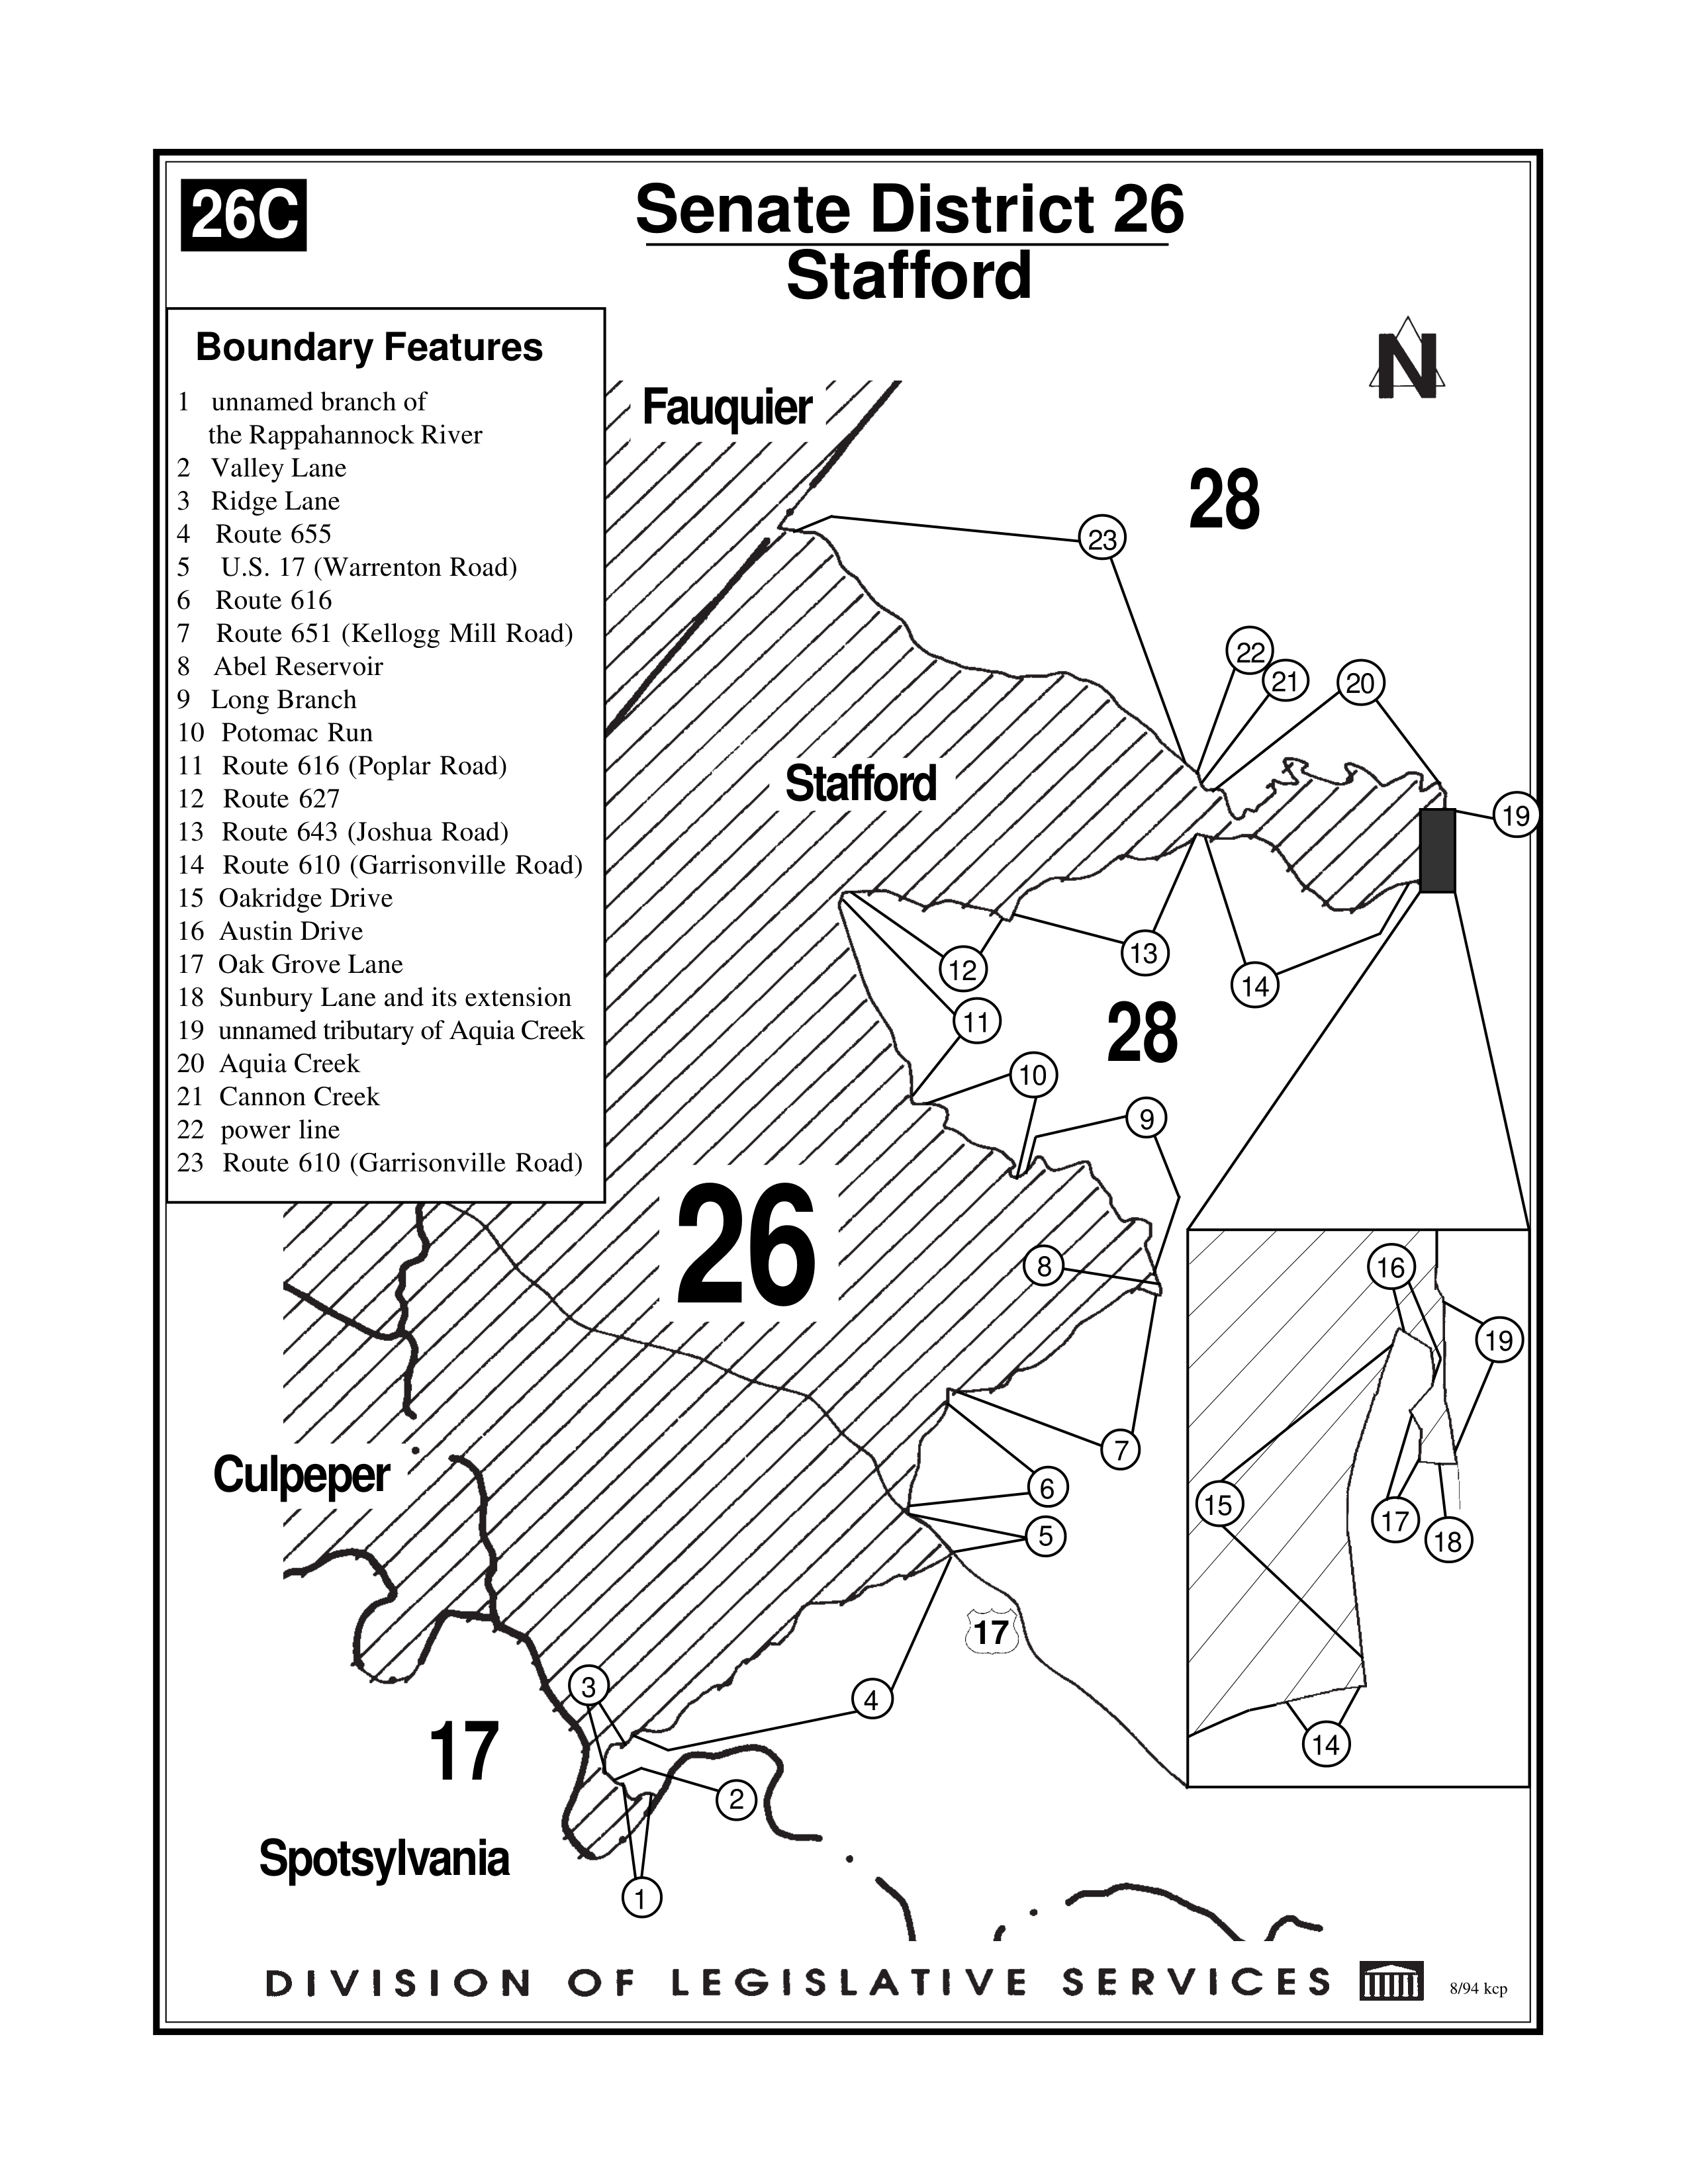 26C
Senate District 26
Stafford
Boundary Features
1 unnamed branch of
the Rappahannock River
2 Valley Lane
3 Ridge Lane
4 Route 655
5 U.S. 17 (Warrenton Road)
6 Route 616
7 Route 651 (Kellogg Mill Road)
8 Abel Reservoir
9 Long Branch
10 Potomac Run
11 Route 616 (Poplar Road)
12 Route 627
13 Route 643 (Joshua Road)
14 Route 610 (Garrisonville Road)
15 Oakridge Drive
16 Austin Drive
17 Oak Grove Lane
18 Sunbury Lane and its extension
19 unnamed tributary of Aquia Creek
20 Aquia Creek
21 Cannon Creek
22 power line
23 Route 610 (Garrisonville Road)
N
Fauquier
28
23
22
21
20
Stafford
19
13
12
14
11
28
10
9
26
8
16
19
7
Culpeper
6
15
17
5
18
17
3
4
14
17
2
Spotsylvania
1
DIVISION OF LEGISLATIVE SERVICES
8/94 kcp